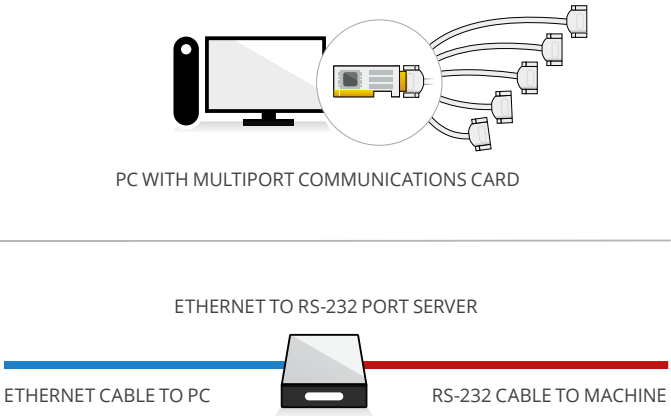 PC WITH MULTIPORT COMMUNICATIONS CARD
ETHERNET TO RS-232 PORT SERVER
ETHERNET CABLE TO PC
RS-232 CABLE TO MACHINE